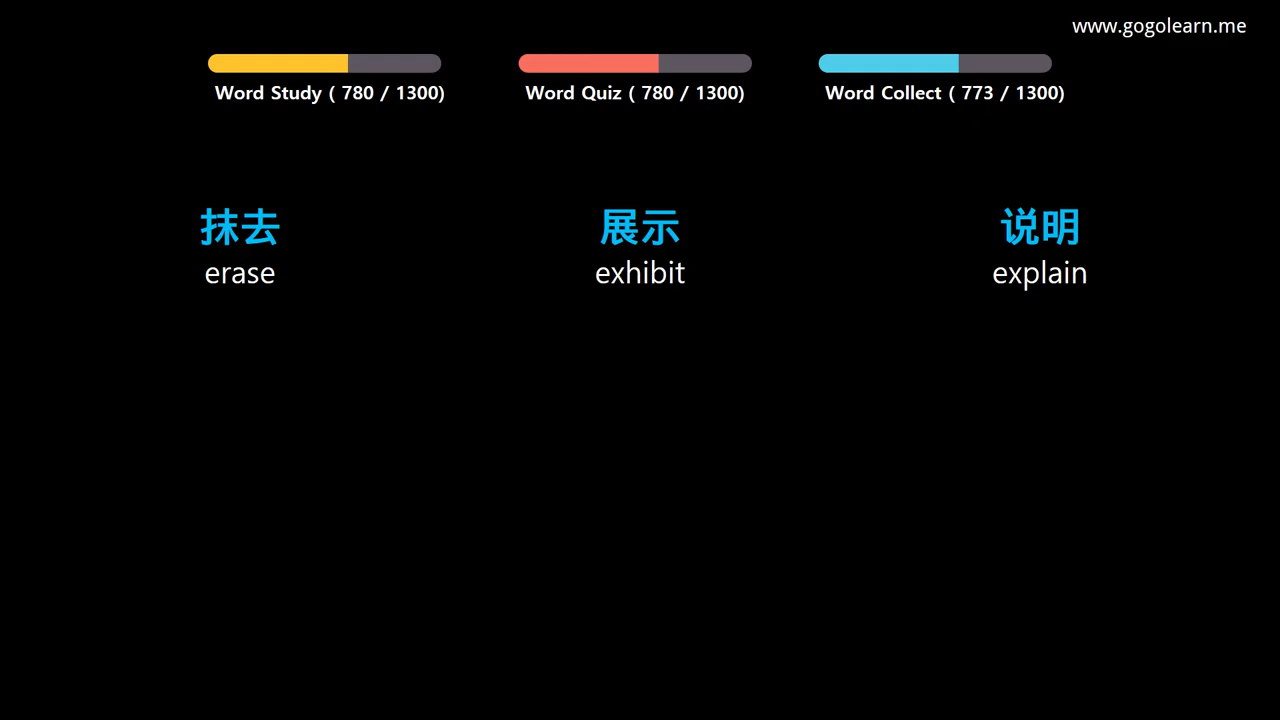 www.gogolearn.me
Word Study ( 780 / 1300)
Word Quiz ( 780 / 1300)
Word Collect ( 773 / 1300)
抹去
erase
展示
exhibit
说明
explain